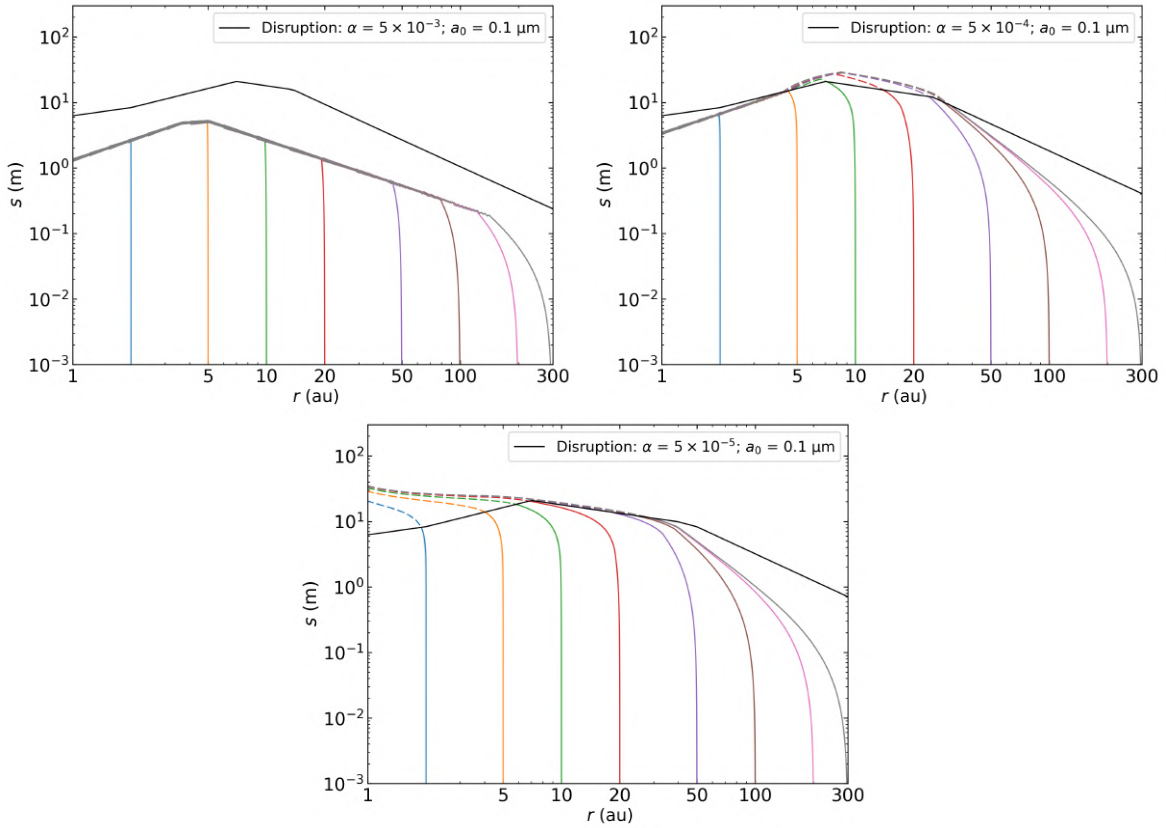 Disruption: α = 5 × 10⁻³; a₀ = 0.1 μm
s (m)
10²
10¹
10⁰
10⁻¹
10⁻²
10⁻³
1 5 10 20 50 100 300
r (au)
Disruption: α = 5 × 10⁻⁴; a₀ = 0.1 μm
s (m)
10²
10¹
10⁰
10⁻¹
10⁻²
10⁻³
1 5 10 20 50 100 300
r (au)
Disruption: α = 5 × 10⁻⁵; a₀ = 0.1 μm
s (m)
10²
10¹
10⁰
10⁻¹
10⁻²
10⁻³
1 5 10 20 50 100 300
r (au)